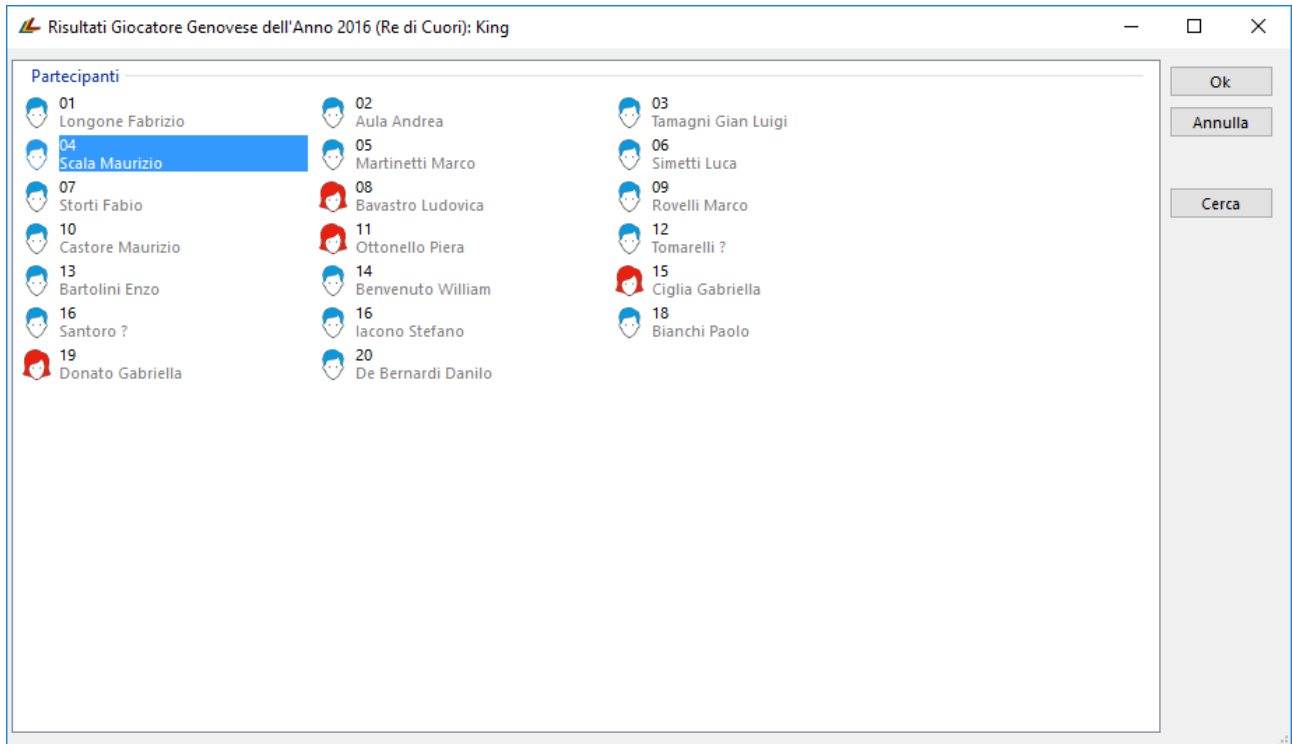 Risultati Giocatore Genovese dell'Anno 2016 (Re di Cuori): King
Partecipanti
Ok
Annulla
Cerca
01
Longone Fabrizio
02
Aula Andrea
03
Tamagni Gian Luigi
04
Scala Maurizio
05
Martinetti Marco
06
Simetti Luca
07
Storti Fabio
08
Bavastro Ludovica
09
Rovelli Marco
10
Castore Maurizio
11
Ottonello Piera
12
Tomarelli ?
13
Bartolini Enzo
14
Benvenuto William
15
Ciglia Gabriella
16
Santoro ?
16
Iacono Stefano
18
Bianchi Paolo
19
Donato Gabriella
20
De Bernardi Danilo